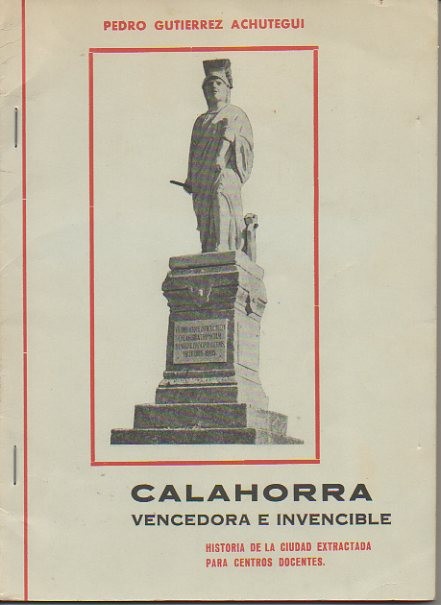 PEDRO GUTIERREZ ACHUTEGUI
CALAHORRA
VENCEDORA E INVENCIBLE
HISTORIA DE LA CIUDAD EXTRACTADA
PARA CENTROS DOCENTES.